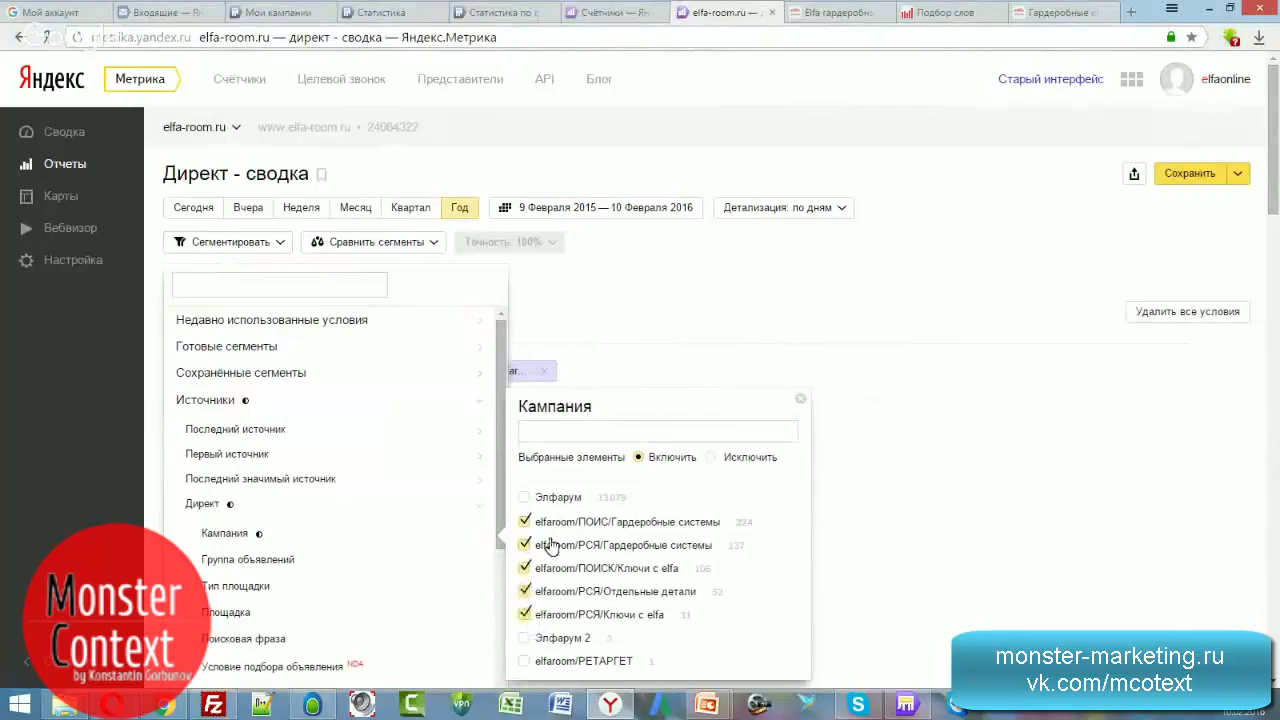 Мой аккаунт
Входящие — Я
Мои кампании
Статистика
Статистика по с
Счётчики — Ян
elfa-room.ru —
Elfa гардеробн
Подбор слов
Гардеробные к
elfa-room.ru — директ - сводка — Яндекс.Метрика
Яндекс
Метрика
Счётчики
Целевой звонок
Представители
API
Блог
Старый интерфейс
elfaonline
Сводка
Отчеты
Карты
Вебвизор
Настройка
elfa-room.ru
www.elfa-room.ru • 24064322
Директ - сводка
Сохранить
Сегодня
Вчера
Неделя
Месяц
Квартал
Год
9 Февраля 2015 — 10 Февраля 2016
Детализация: по дням
Сегментировать
Сравнить сегменты
Точность: 100%
Недавно использованные условия
Готовые сегменты
Сохранённые сегменты
Источники
Последний источник
Первый источник
Последний значимый источник
Директ
Кампания
Группа объявлений
Тип площадки
Площадка
Поисковая фраза
Условие подбора объявления NDA
Удалить все условия
Кампания
Выбранные элементы
Включить
Исключить
Элфарум 11079
elfaroom/ПОИС/Гардеробные системы 224
elfaroom/РСЯ/Гардеробные системы 137
elfaroom/ПОИСК/Ключи с elfa 106
elfaroom/РСЯ/Отдельные детали 52
elfaroom/РСЯ/Ключи с elfa 31
Элфарум 2 3
elfaroom/РЕТАРГЕТ 1
Monster
Context
by Konstantin Gorbunov
monster-marketing.ru
vk.com/mcotext
vpn
10.02.2016